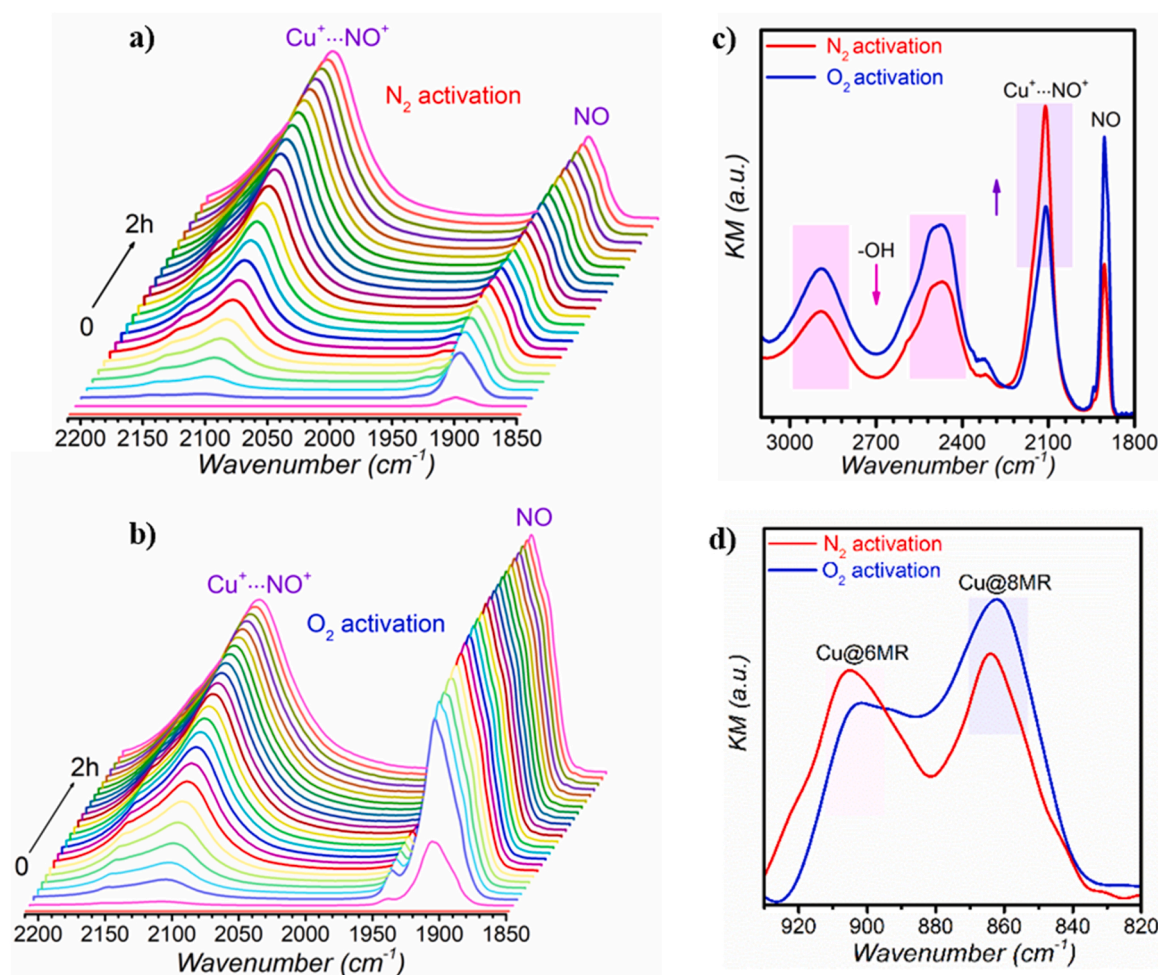 a)
Cu⁺···NO⁺
N₂ activation
NO
2h
0
2200 2150 2100 2050 2000 1950 1900 1850
Wavenumber (cm⁻¹)
b)
NO
Cu⁺···NO⁺
O₂ activation
2h
0
2200 2150 2100 2050 2000 1950 1900 1850
Wavenumber (cm⁻¹)
c)
N₂ activation
O₂ activation
Cu⁺···NO⁺
NO
-OH
KM (a.u.)
3000 2700 2400 2100 1800
Wavenumber (cm⁻¹)
d)
N₂ activation
O₂ activation
Cu@8MR
Cu@6MR
KM (a.u.)
920 900 880 860 840 820
Wavenumber (cm⁻¹)